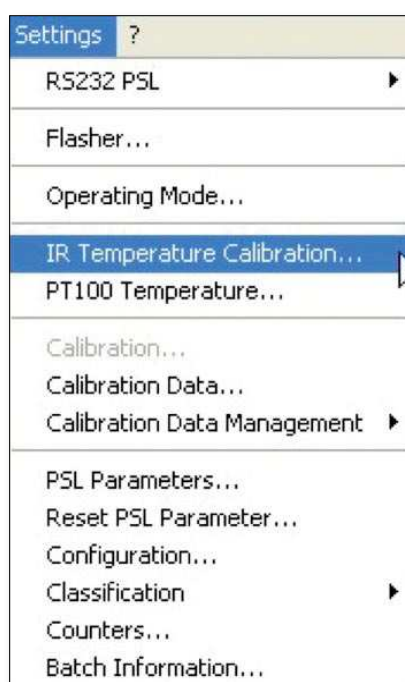 Settings ?
RS232 PSL
Flasher...
Operating Mode...
IR Temperature Calibration...
PT100 Temperature...
Calibration...
Calibration Data...
Calibration Data Management
PSL Parameters...
Reset PSL Parameter...
Configuration...
Classification
Counters...
Batch Information...